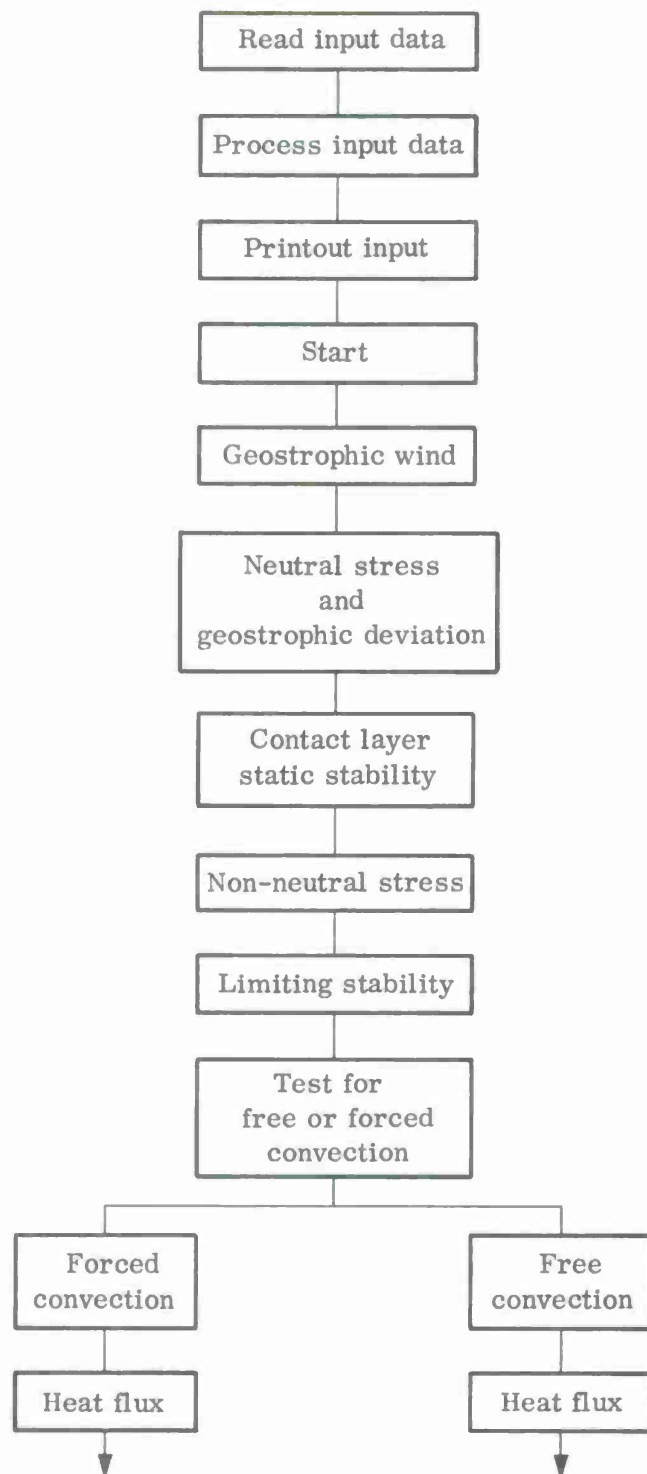 Read input data
Process input data
Printout input
Start
Geostrophic wind
Neutral stress
and
geostrophic deviation
Contact layer
static stability
Non-neutral stress
Limiting stability
Test for
free or forced
convection
Forced
convection
Free
convection
Heat flux
Heat flux